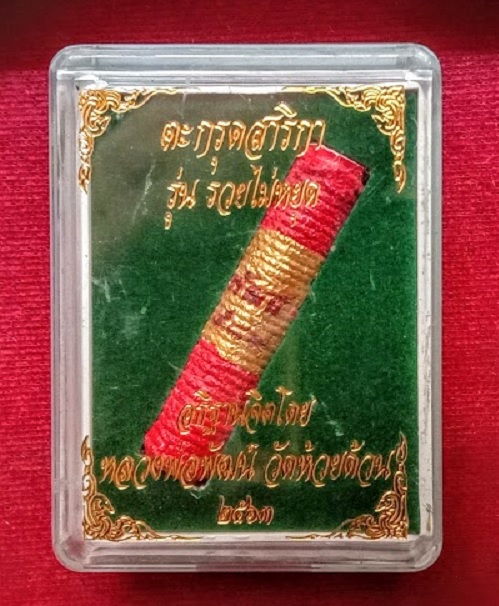 ตะกรุดสาริกา
รุ่น รวยไม่หยุด
อธิฐานจิตโดย
หลวงพ่อพัฒน์ วัดห้วยด้วน
๒๕๖๓